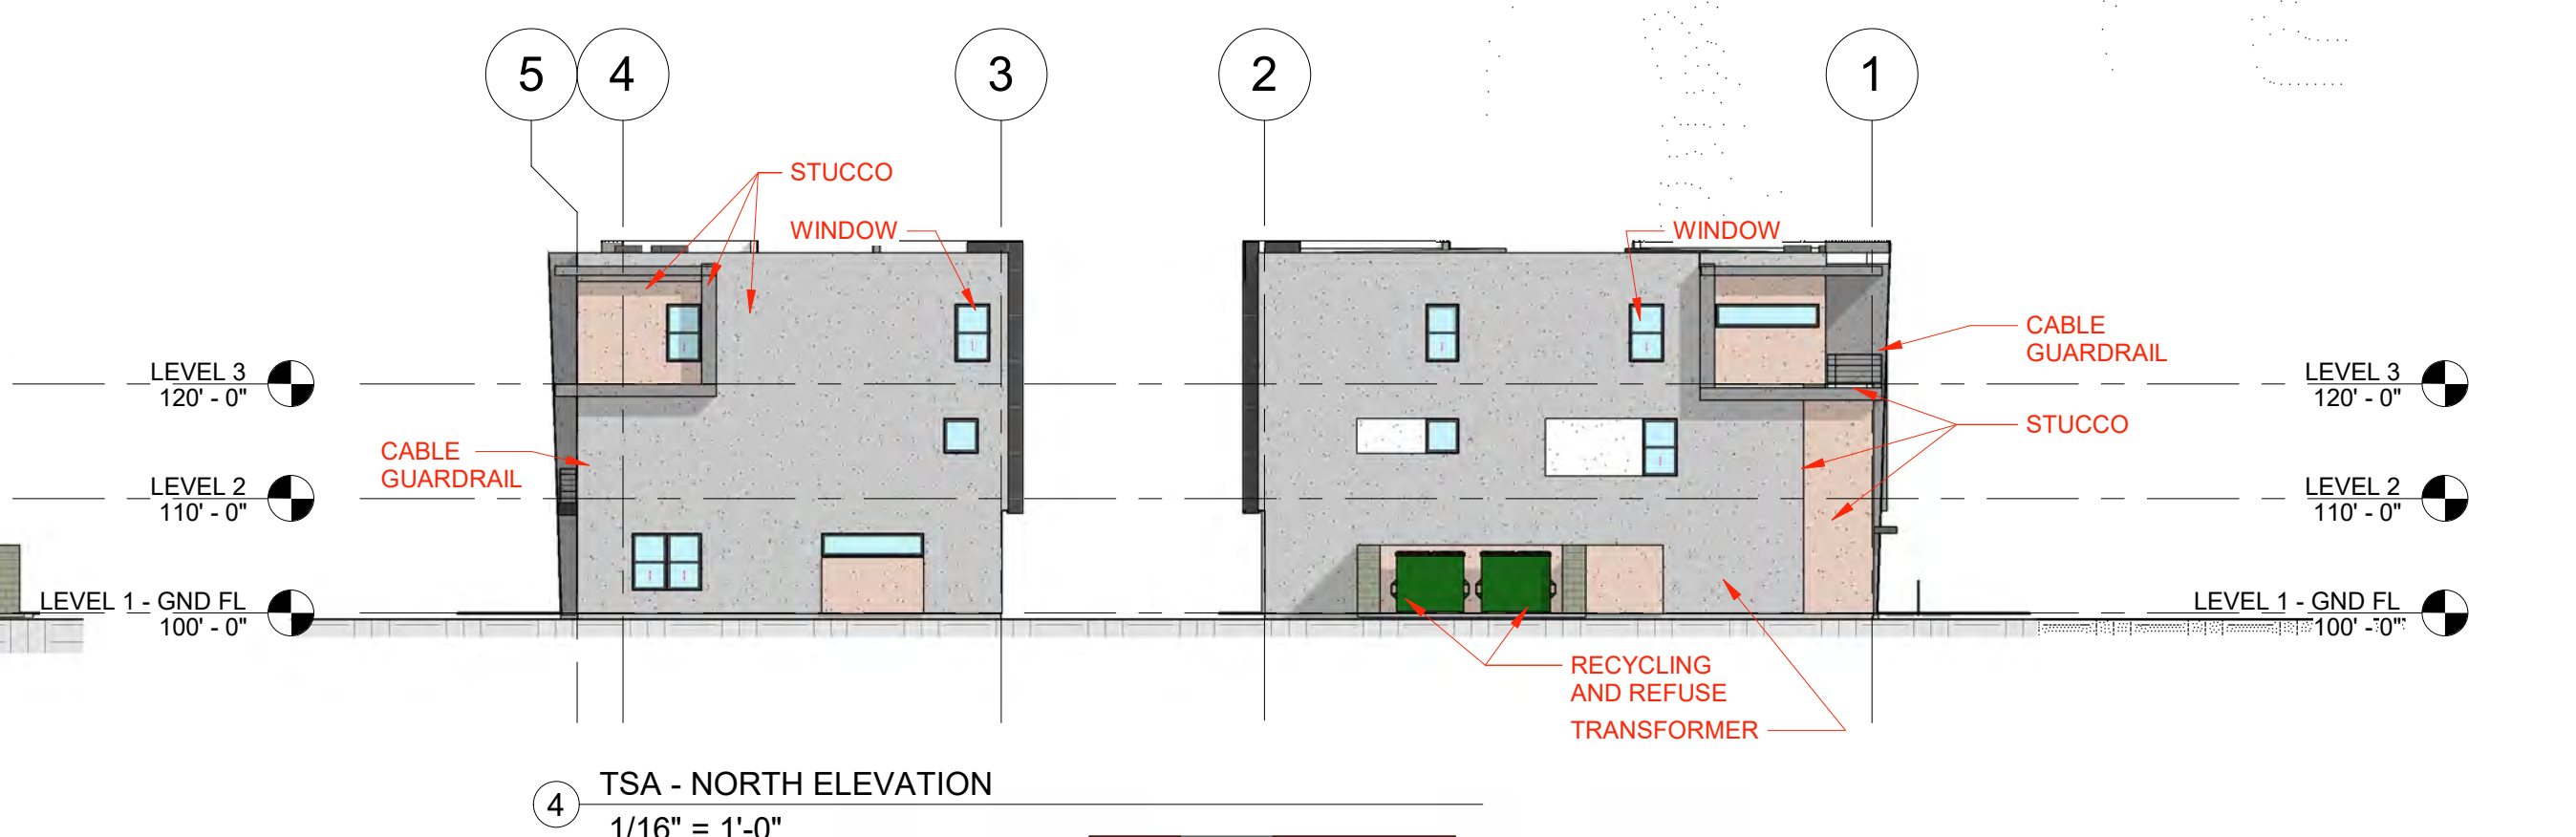 5
4
3
2
1
STUCCO
WINDOW
WINDOW
CABLE
GUARDRAIL
LEVEL 3
120' - 0"
LEVEL 3
120' - 0"
STUCCO
CABLE
GUARDRAIL
LEVEL 2
110' - 0"
LEVEL 2
110' - 0"
LEVEL 1 - GND FL
100' - 0"
LEVEL 1 - GND FL
100' - 0"
RECYCLING
AND REFUSE
TRANSFORMER
4
TSA - NORTH ELEVATION
1/16" = 1'-0"